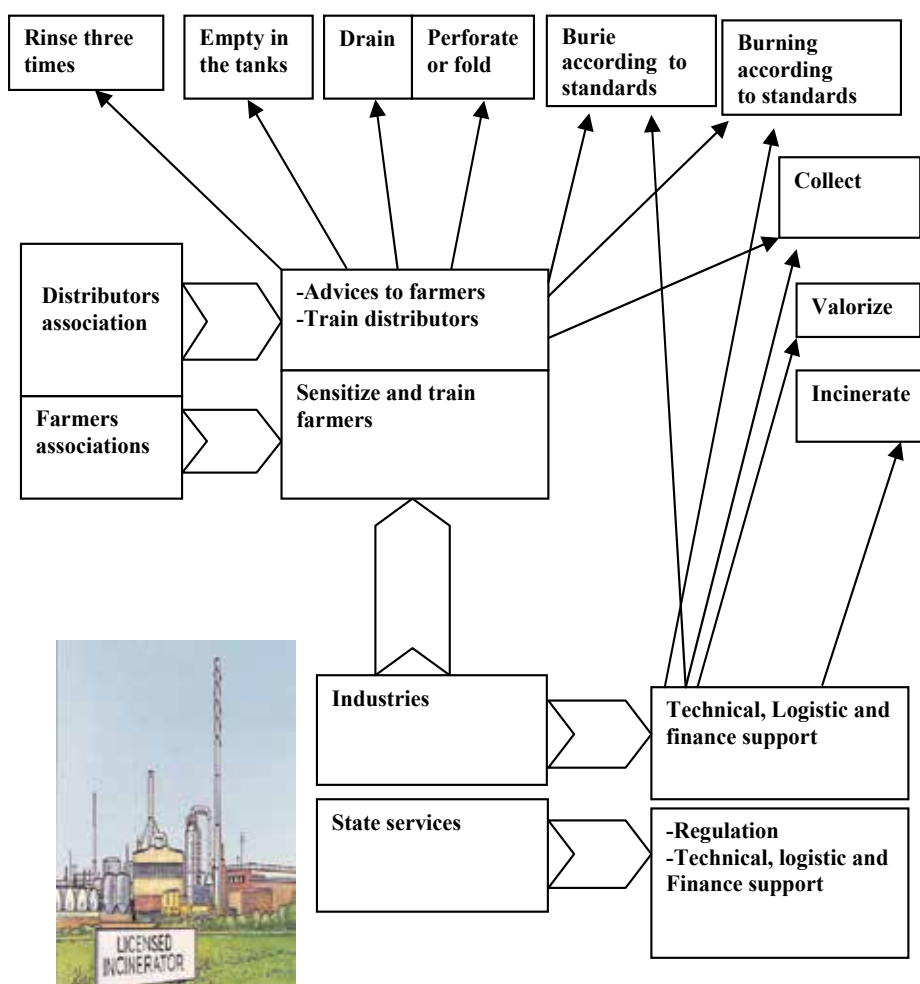 Rinse three
times
Empty in
the tanks
Drain
Perforate
or fold
Burie
according to
standards
Burning
according
to standards
Collect
Distributors
association
-Advices to farmers
-Train distributors
Valorize
Farmers
associations
Sensitize and train
farmers
Incinerate
Industries
Technical, Logistic and
finance support
State services
-Regulation
-Technical, logistic and
Finance support
LICENSED
INCINERATOR